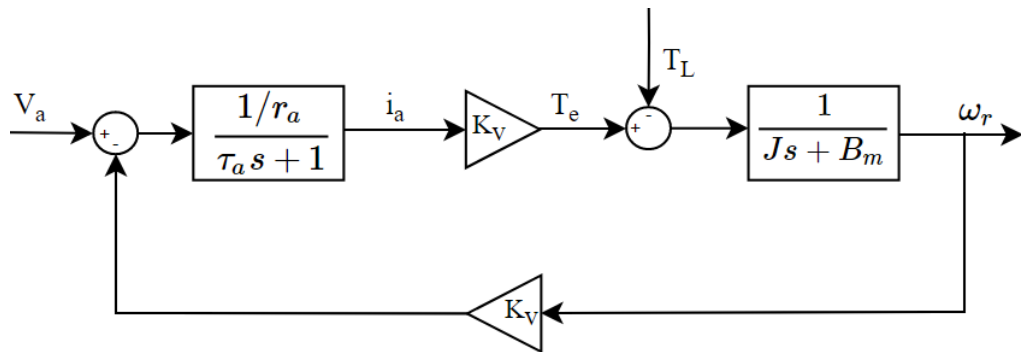 V_a
+
-
1/r_a
τ_a s + 1
i_a
K_V
T_e
T_L
+
-
1
Js + B_m
ω_r
K_V